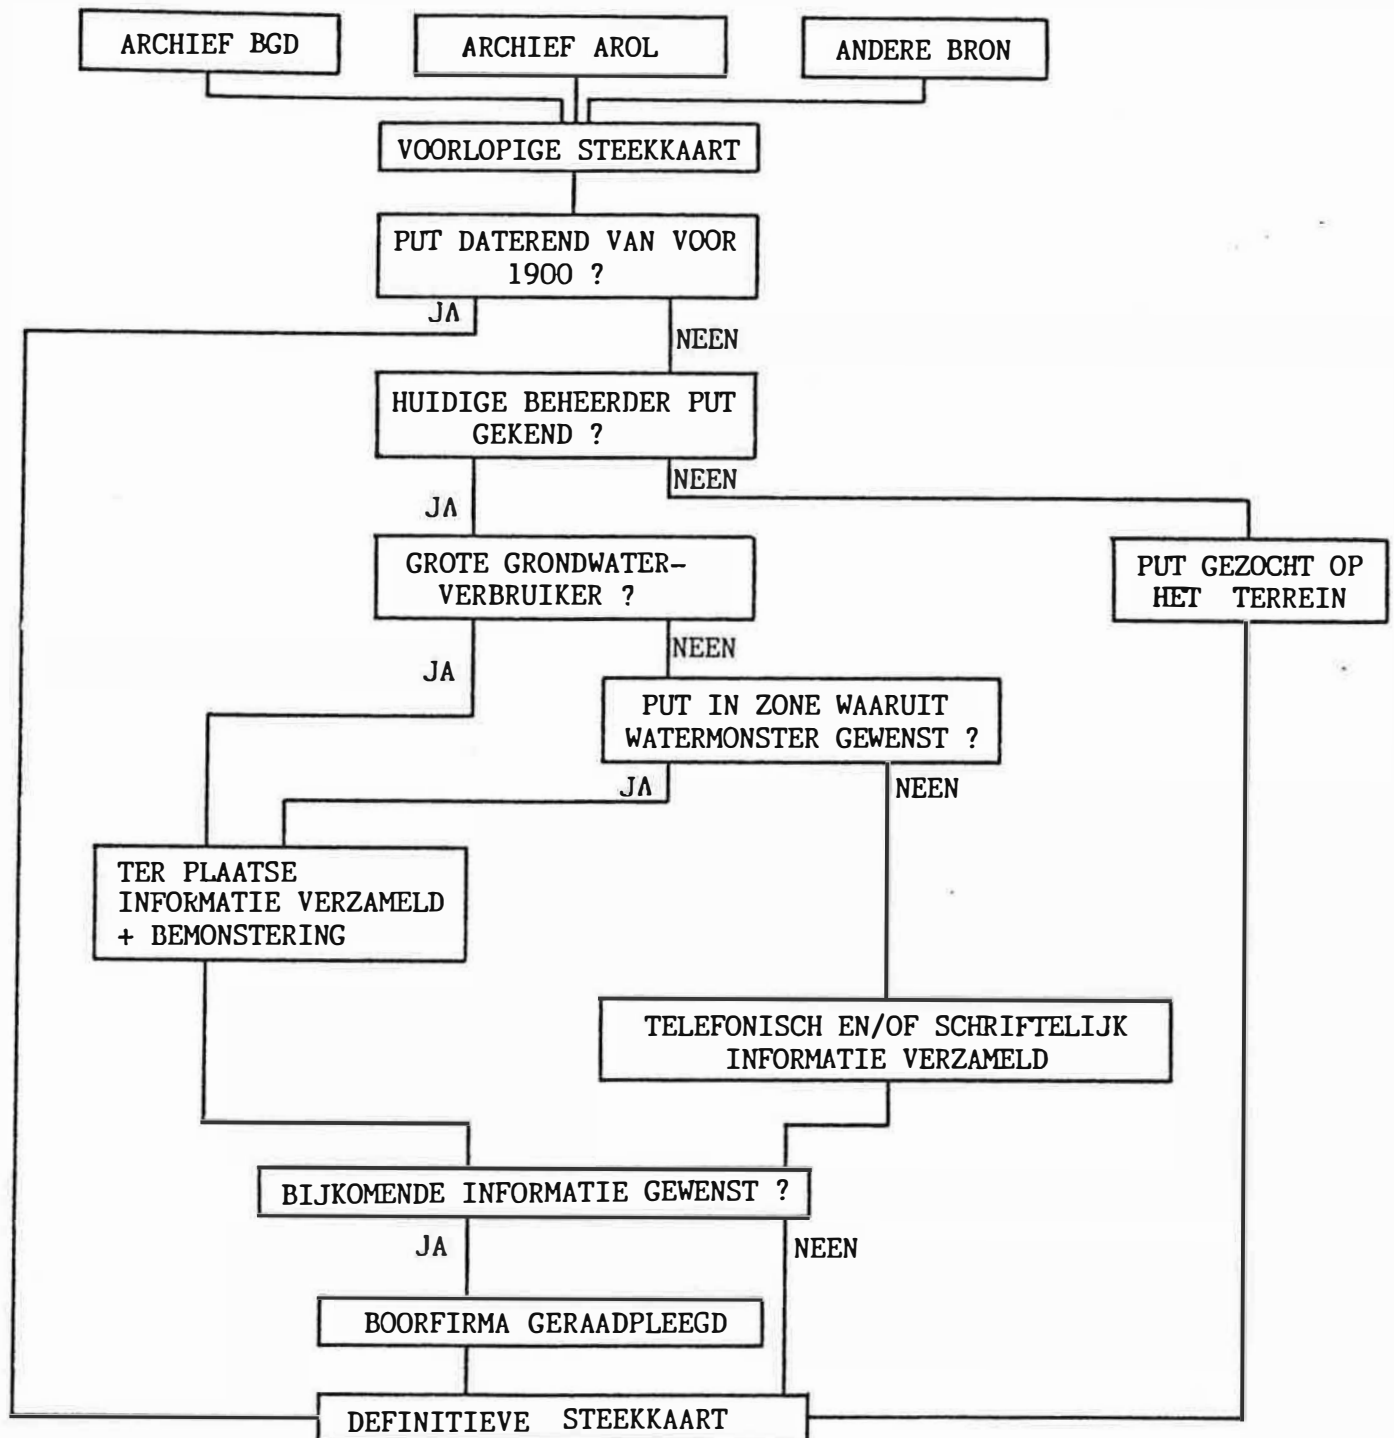 ARCHIEF BGD
ARCHIEF AROL
ANDERE BRON
VOORLOPIGE STEEKKAART
PUT DATEREND VAN VOOR
1900 ?
JA
NEEN
HUIDIGE BEHEERDER PUT
GEKEND ?
NEEN
JA
GROTE GRONDWATER-
VERBRUIKER ?
PUT GEZOCHT OP
HET TERREIN
NEEN
JA
PUT IN ZONE WAARUIT
WATERMONSTER GEWENST ?
JA
NEEN
TER PLAATSE
INFORMATIE VERZAMELD
+ BEMONSTERING
TELEFONISCH EN/OF SCHRIFTELIJK
INFORMATIE VERZAMELD
BIJKOMENDE INFORMATIE GEWENST ?
JA
NEEN
BOORFIRMA GERAADPLEEGD
DEFINITIEVE STEEKKAART